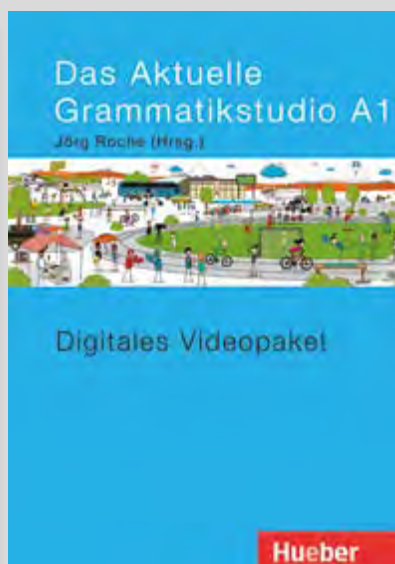 Das Aktuelle
Grammatikstudio A1
Jörg Roche (Hrsg.)
Digitales Videopaket
Hueber